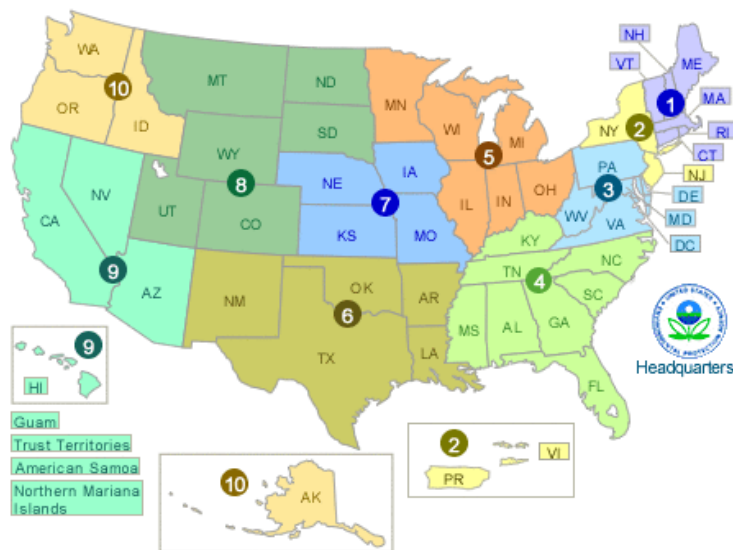 NH
WA
ME
VT
MT
ND
10
MN
1
MA
OR
ID
2
NY
WI
MI
RI
SD
5
CT
WY
PA
NJ
8
IA
3
NE
DE
NV
7
IL
IN
OH
WV
MD
UT
CO
VA
CA
KS
MO
KY
DC
9
NC
AZ
TN
4
OK
NM
AR
SC
6
GA
MS
AL
9
TX
LA
Headquarters
HI
FL
Guam
Trust Territories
2
VI
American Samoa
PR
10
Northern Mariana
Islands
AK